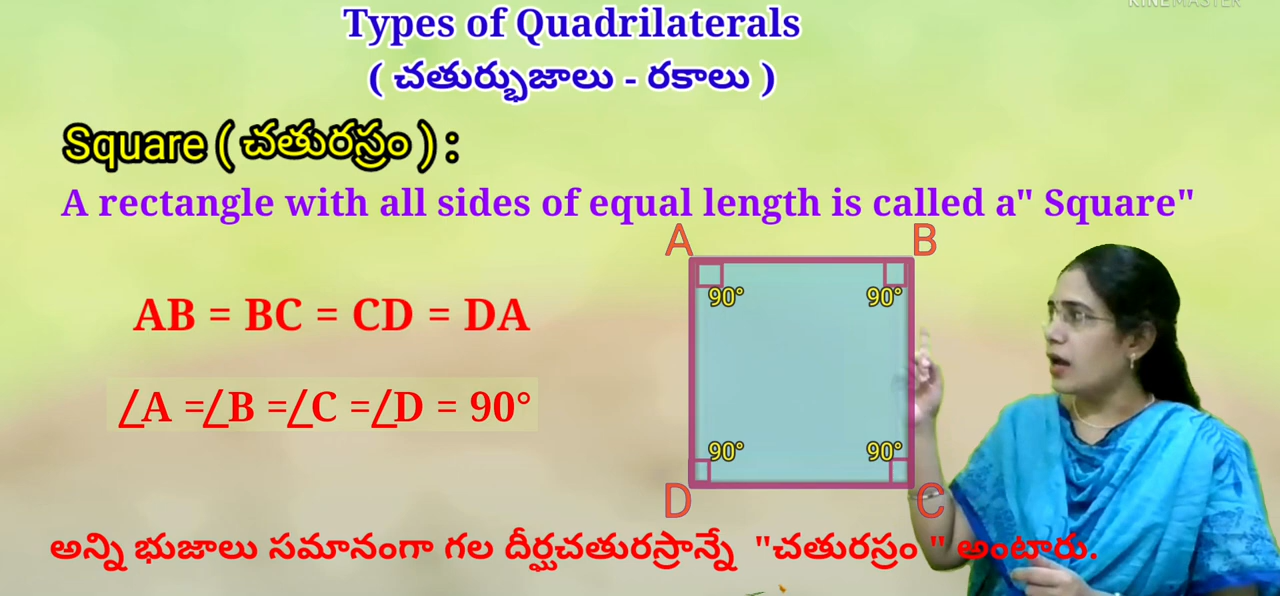 KINEMASTER
Types of Quadrilaterals
( చతుర్భుజాలు - రకాలు )
Square ( చతురస్రం ) :
A rectangle with all sides of equal length is called a" Square"
A B
90° 90°
AB = BC = CD = DA
∠A =∠B =∠C =∠D = 90°
90° 90°
D C
అన్ని భుజాలు సమానంగా గల దీర్ఘచతురస్రాన్నే "చతురస్రం " అంటారు.